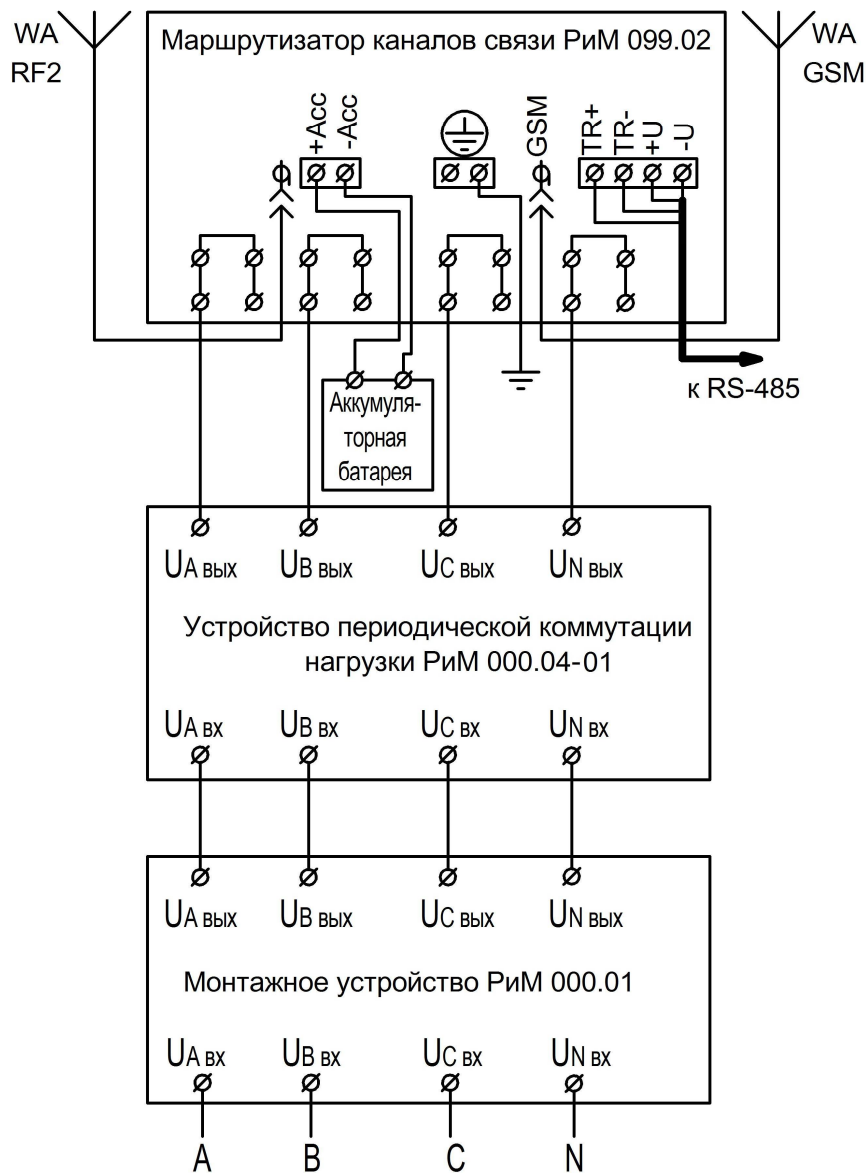 WA
RF2
Маршрутизатор каналов связи РиМ 099.02
WA
GSM
+Acc
-Acc
GSM
TR+
TR-
+U
-U
к RS-485
Аккумуля-
торная
батарея
UA вых UB вых UC вых UN вых
Устройство периодической коммутации
нагрузки РиМ 000.04-01
UA вх UB вх UC вх UN вх
UA вых UB вых UC вых UN вых
Монтажное устройство РиМ 000.01
UA вх UB вх UC вх UN вх
A B C N